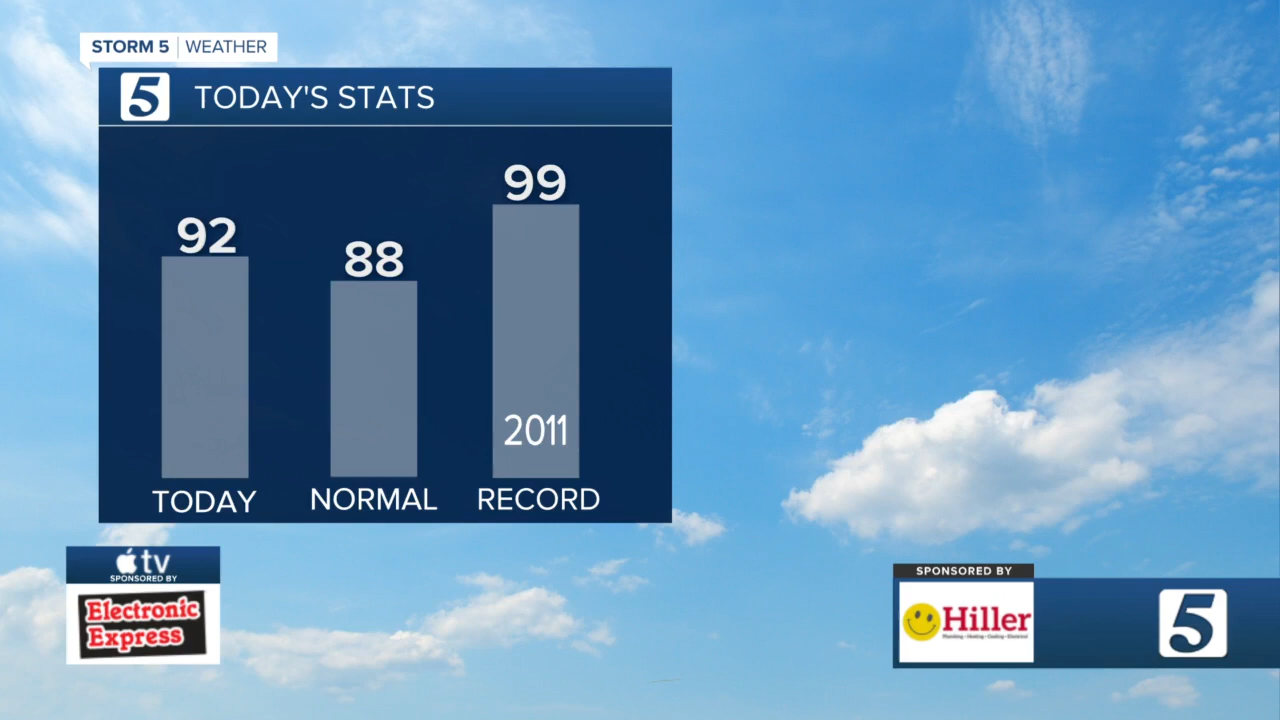 STORM 5 | WEATHER
5 TODAY'S STATS
92
88
99
2011
TODAY
NORMAL
RECORD
tv
SPONSORED BY
Electronic
Express
SPONSORED BY
Hiller
Plumbing • Heating • Cooling • Electrical
5